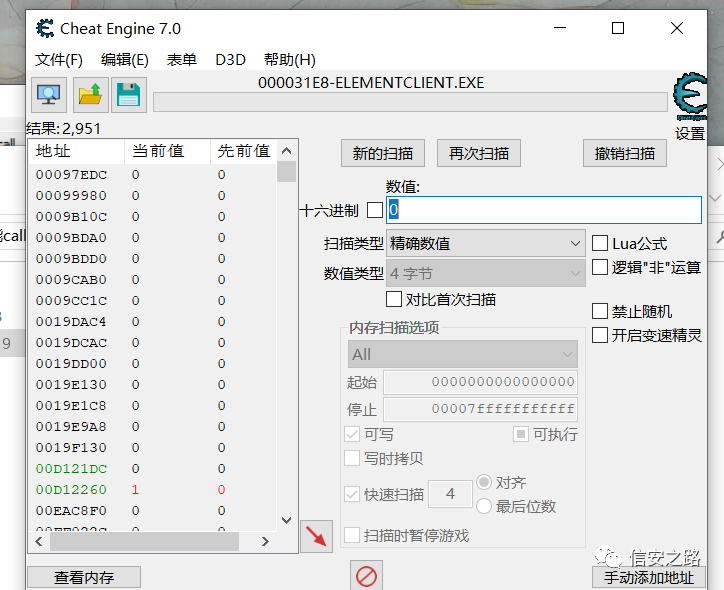 Cheat Engine 7.0
文件(F) 编辑(E) 表单 D3D 帮助(H)
000031E8-ELEMENTCLIENT.EXE
设置
结果:2,951
地址 当前值 先前值
00097EDC 0 0
00099980 0 0
0009B10C 0 0
0009BDA0 0 0
0009BDD0 0 0
0009CAB0 0 0
0009CC1C 0 0
0019DAC4 0 0
0019DCAC 0 0
0019DD00 0 0
0019E130 0 0
0019E1C8 0 0
0019E9A8 0 0
0019F130 0 0
00D121DC 0 0
00D12260 1 0
00EAC8F0 0 0
新的扫描 再次扫描 撤销扫描
数值:
十六进制 0
扫描类型 精确数值
数值类型 4 字节
对比首次扫描
Lua公式
逻辑"非"运算
禁止随机
开启变速精灵
内存扫描选项
All
起始 0000000000000000
停止 00007fffffffffff
可写 可执行
写时拷贝
快速扫描 4 对齐
最后位数
扫描时暂停游戏
查看内存
手动添加地址
信安之路
call
9